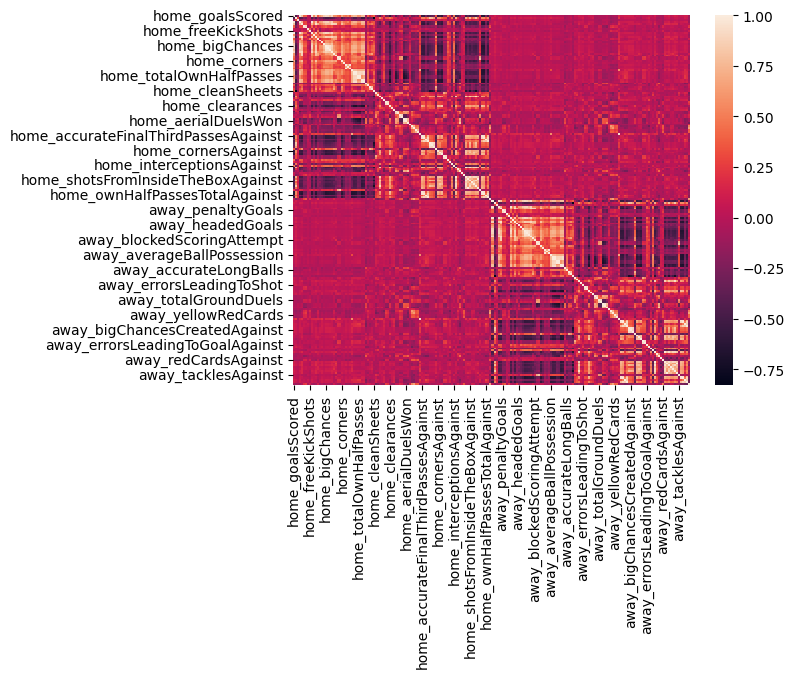 home_goalsScored
home_freeKickShots
home_bigChances
home_corners
home_totalOwnHalfPasses
home_cleanSheets
home_clearances
home_aerialDuelsWon
home_accurateFinalThirdPassesAgainst
home_cornersAgainst
home_interceptionsAgainst
home_shotsFromInsideTheBoxAgainst
home_ownHalfPassesTotalAgainst
away_penaltyGoals
away_headedGoals
away_blockedScoringAttempt
away_averageBallPossession
away_accurateLongBalls
away_errorsLeadingToShot
away_totalGroundDuels
away_yellowRedCards
away_bigChancesCreatedAgainst
away_errorsLeadingToGoalAgainst
away_redCardsAgainst
away_tacklesAgainst
home_goalsScored
home_freeKickShots
home_bigChances
home_corners
home_totalOwnHalfPasses
home_cleanSheets
home_clearances
home_aerialDuelsWon
home_accurateFinalThirdPassesAgainst
home_cornersAgainst
home_interceptionsAgainst
home_shotsFromInsideTheBoxAgainst
home_ownHalfPassesTotalAgainst
away_penaltyGoals
away_headedGoals
away_blockedScoringAttempt
away_averageBallPossession
away_accurateLongBalls
away_errorsLeadingToShot
away_totalGroundDuels
away_yellowRedCards
away_bigChancesCreatedAgainst
away_errorsLeadingToGoalAgainst
away_redCardsAgainst
away_tacklesAgainst
1.00
0.75
0.50
0.25
0.00
−0.25
−0.50
−0.75